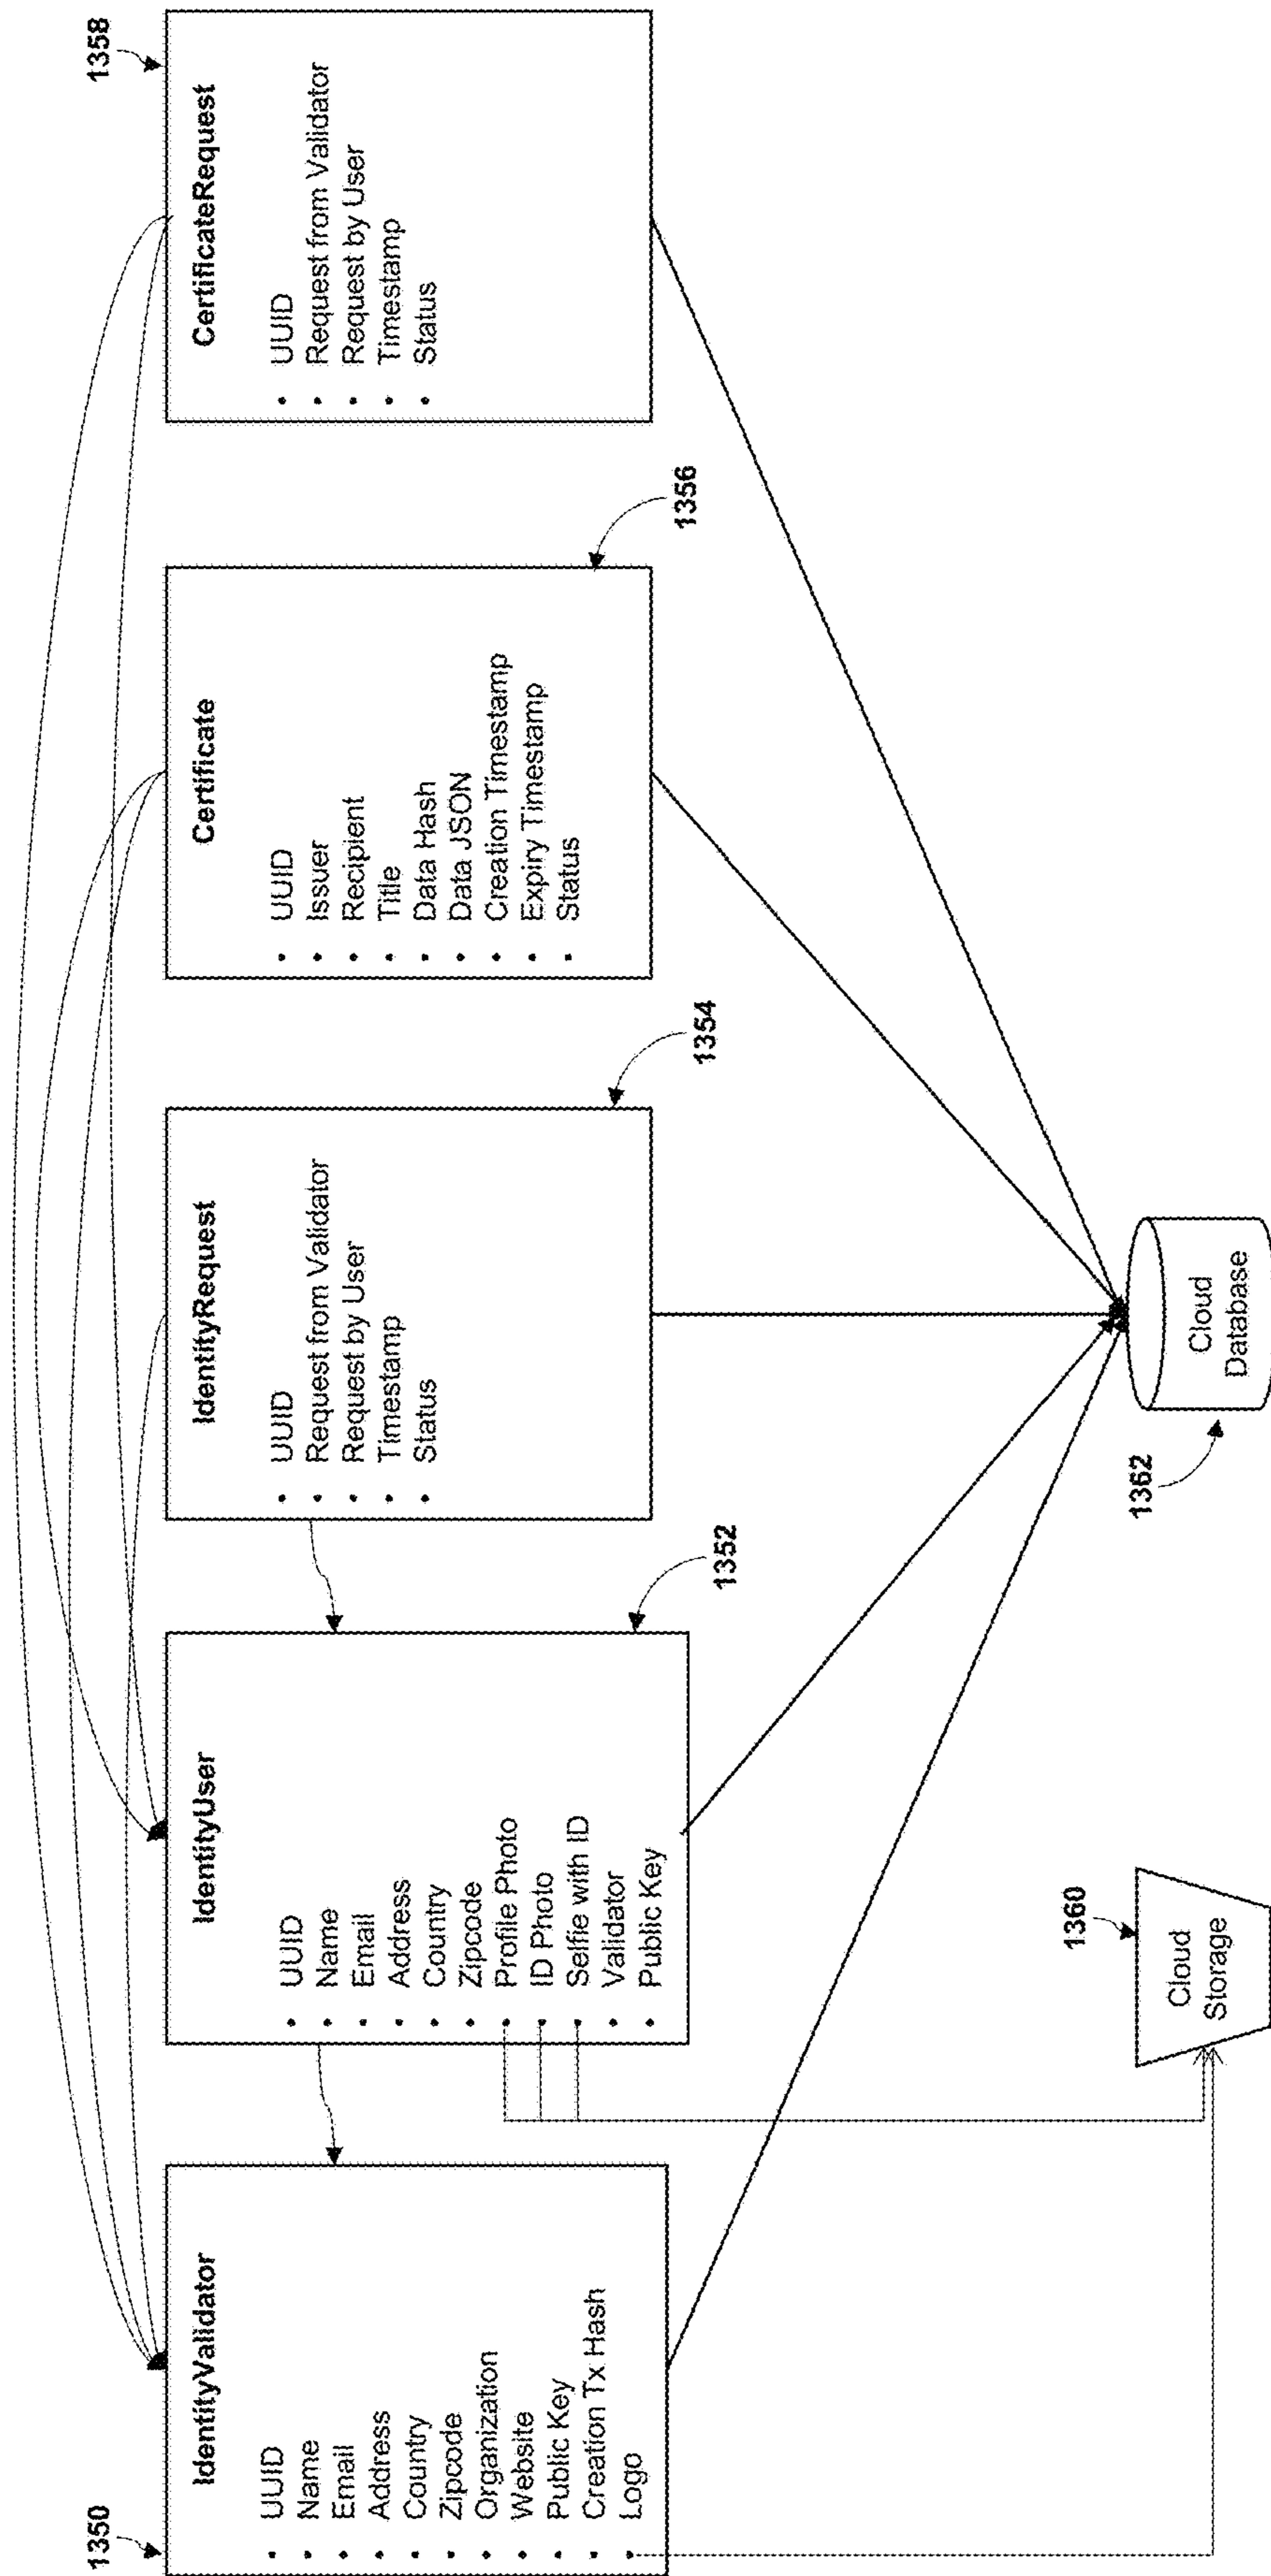 1350
IdentityValidator
• UUID
• Name
• Email
• Address
• Country
• Zipcode
• Organization
• Website
• Public Key
• Creation Tx Hash
• Logo
IdentityUser
• UUID
• Name
• Email
• Address
• Country
• Zipcode
• Profile Photo
• ID Photo
• Selfie with ID
• Validator
• Public Key
1352
IdentityRequest
• UUID
• Request from Validator
• Request by User
• Timestamp
• Status
1354
Certificate
• UUID
• Issuer
• Recipient
• Title
• Data Hash
• Data JSON
• Creation Timestamp
• Expiry Timestamp
• Status
1356
CertificateRequest
• UUID
• Request from Validator
• Request by User
• Timestamp
• Status
1358
1360
Cloud
Storage
1362
Cloud
Database